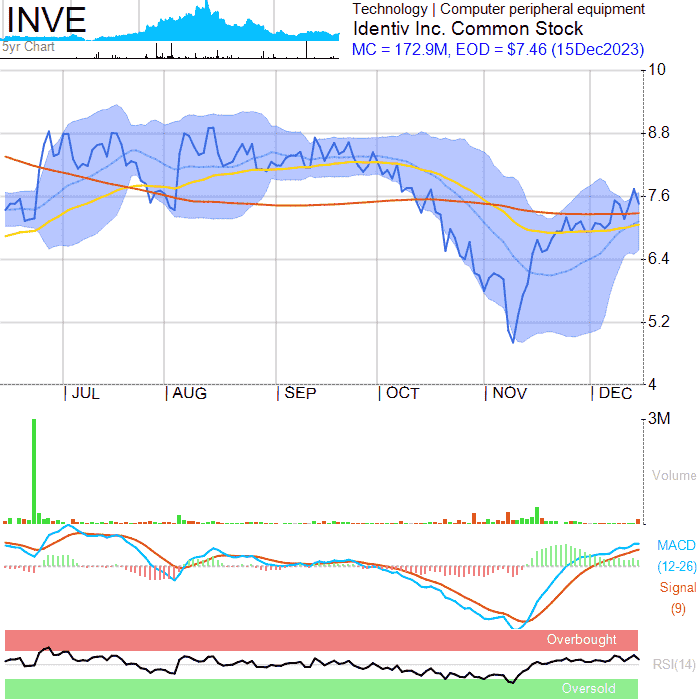 INVE
5yr Chart
Technology | Computer peripheral equipment
Identiv Inc. Common Stock
MC = 172.9M, EOD = $7.46 (15Dec2023)
10
8.8
7.6
6.4
5.2
4
| JUL | AUG | SEP | OCT | NOV | DEC
3M
Volume
MACD
(12-26)
Signal
(9)
Overbought
RSI(14)
Oversold